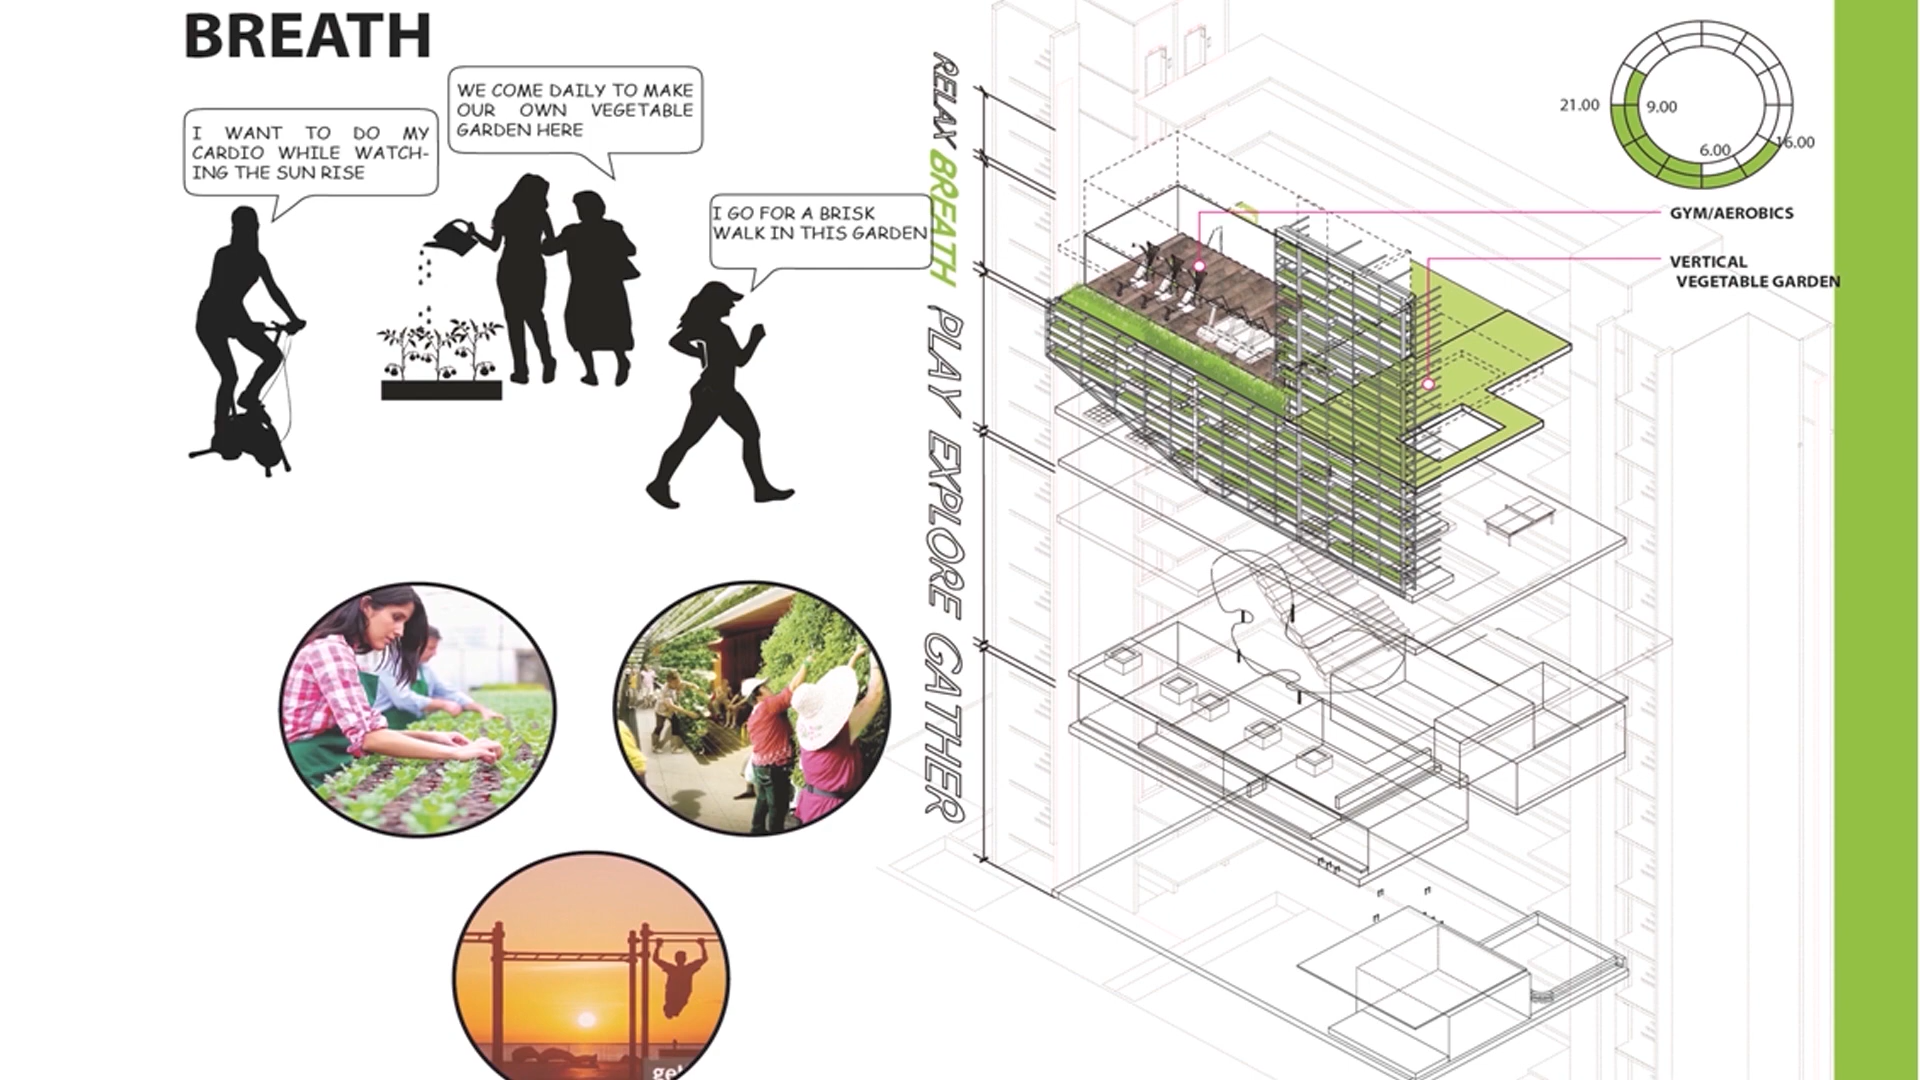 BREATH
I WANT TO DO MY
CARDIO WHILE WATCH-
ING THE SUN RISE
WE COME DAILY TO MAKE
OUR OWN VEGETABLE
GARDEN HERE
I GO FOR A BRISK
WALK IN THIS GARDEN
RELAX BREATH PLAY EXPLORE GATHER
21.00
9.00
6.00
16.00
GYM/AEROBICS
VERTICAL
VEGETABLE GARDEN